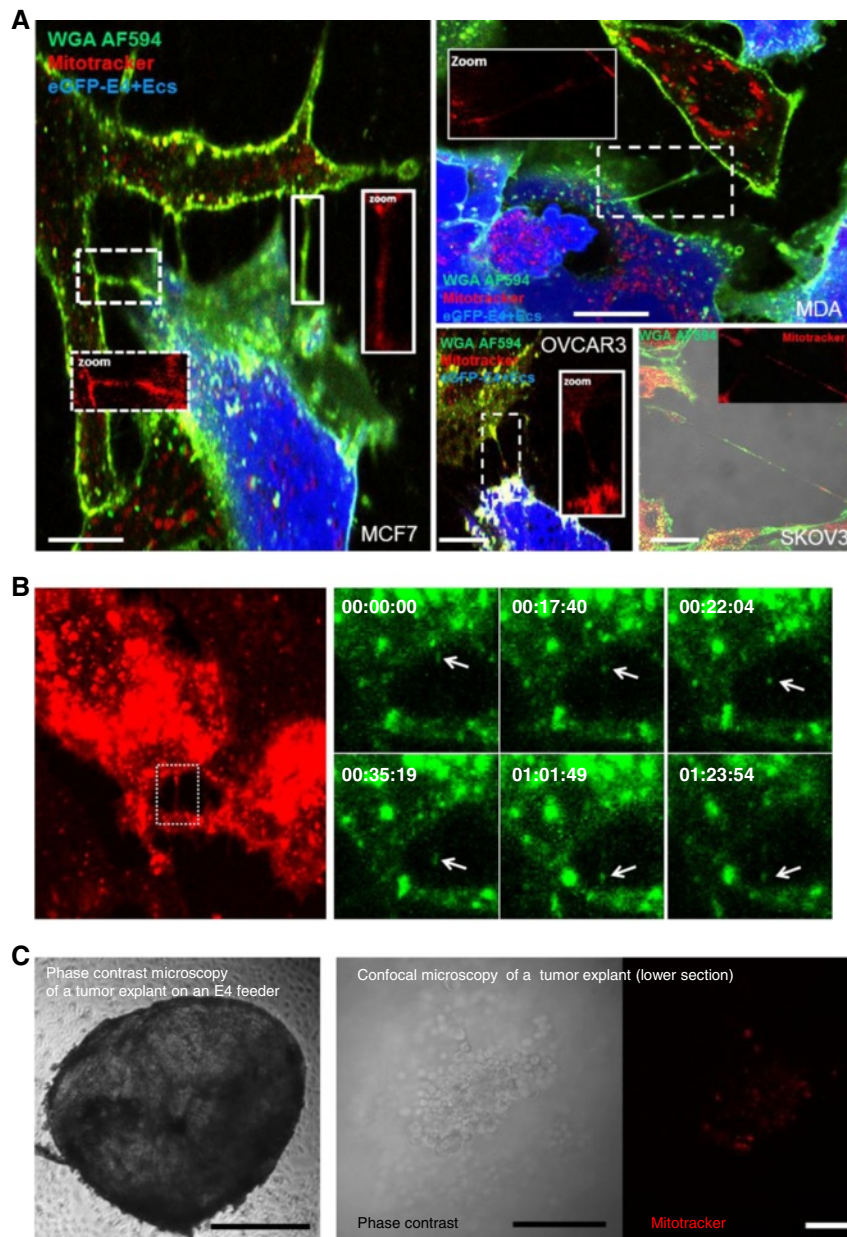 A
WGA AF594
Mitotracker
eGFP-E4+Ecs
zoom
zoom
MCF7
Zoom
WGA AF594
Mitotracker
eGFP-E4+Ecs
MDA
WGA AF594
Mitotracker
eGFP-E4+Ecs
OVCAR3
zoom
WGA AF594
Mitotracker
SKOV3
B
00:00:00
00:17:40
00:22:04
00:35:19
01:01:49
01:23:54
C
Phase contrast microscopy
of a tumor explant on an E4 feeder
Confocal microscopy of a tumor explant (lower section)
Phase contrast
Mitotracker